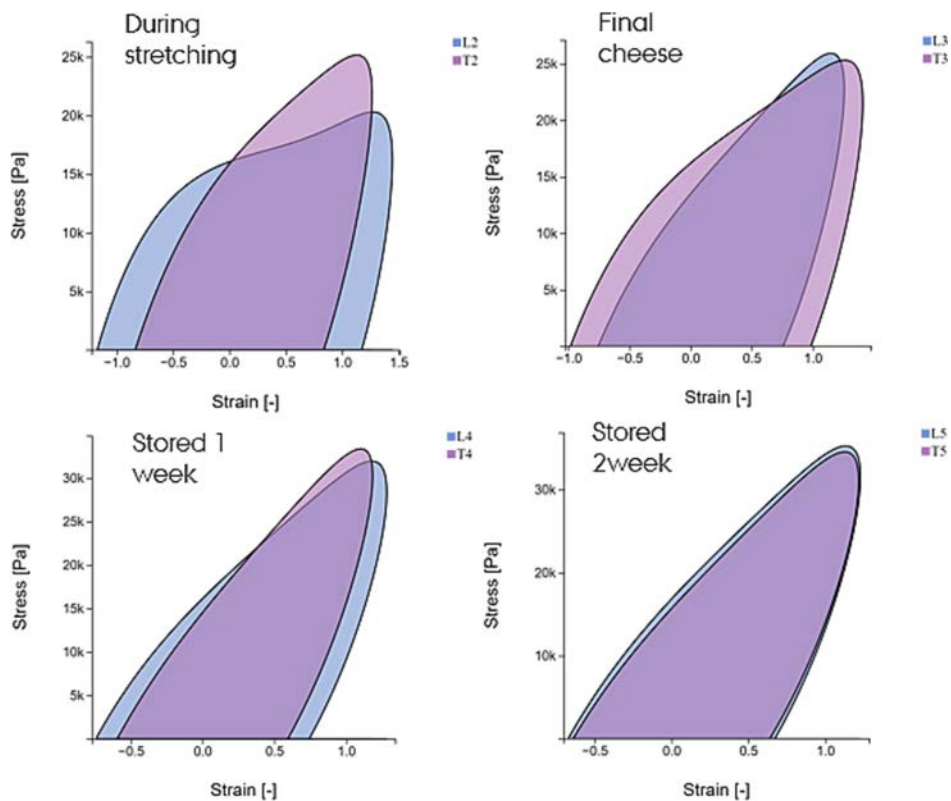 During
stretching
L2
T2
25k
20k
15k
10k
5k
Stress [Pa]
−1.0
−0.5
0.0
0.5
1.0
1.5
Strain [-]
Final
cheese
L3
T3
25k
20k
15k
10k
5k
Stress [Pa]
-1.0
-0.5
0.0
0.5
1.0
Strain [-]
Stored 1
week
L4
T4
30k
25k
20k
15k
10k
5k
Stress [Pa]
-0.5
0.0
0.5
1.0
Strain [-]
Stored
2week
L5
T5
30k
20k
10k
Stress [Pa]
-0.5
0.0
0.5
1.0
Strain [-]